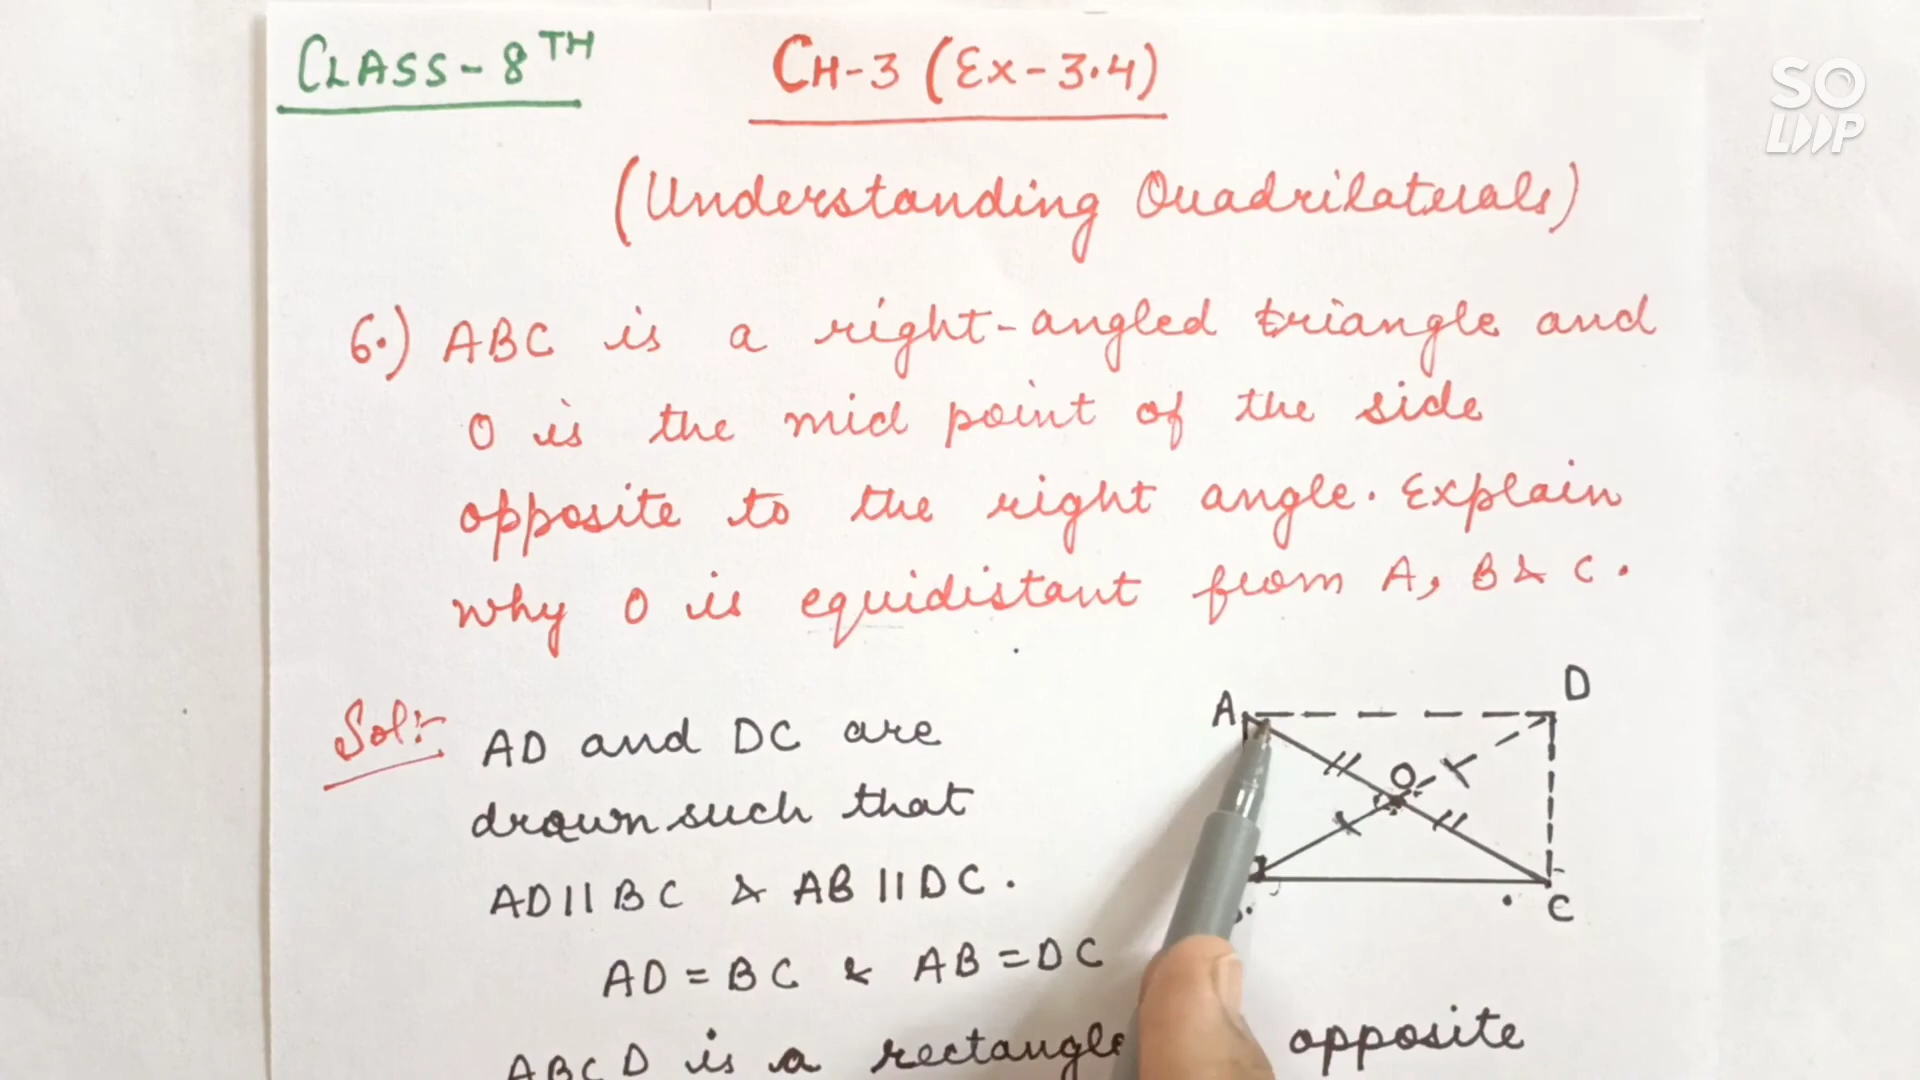 CLASS-8TH
CH-3 (Ex-3.4)
(Understanding Quadrilaterals)
6.) ABC is a right-angled triangle and
O is the mid point of the side
opposite to the right angle. Explain
why O is equidistant from A, B & C.
Sol:-
AD and DC are
drawn such that
AD||BC & AB||DC.
AD = BC & AB = DC
ABCD is a rectangle opposite
A
D
O
C
SO
LOOP